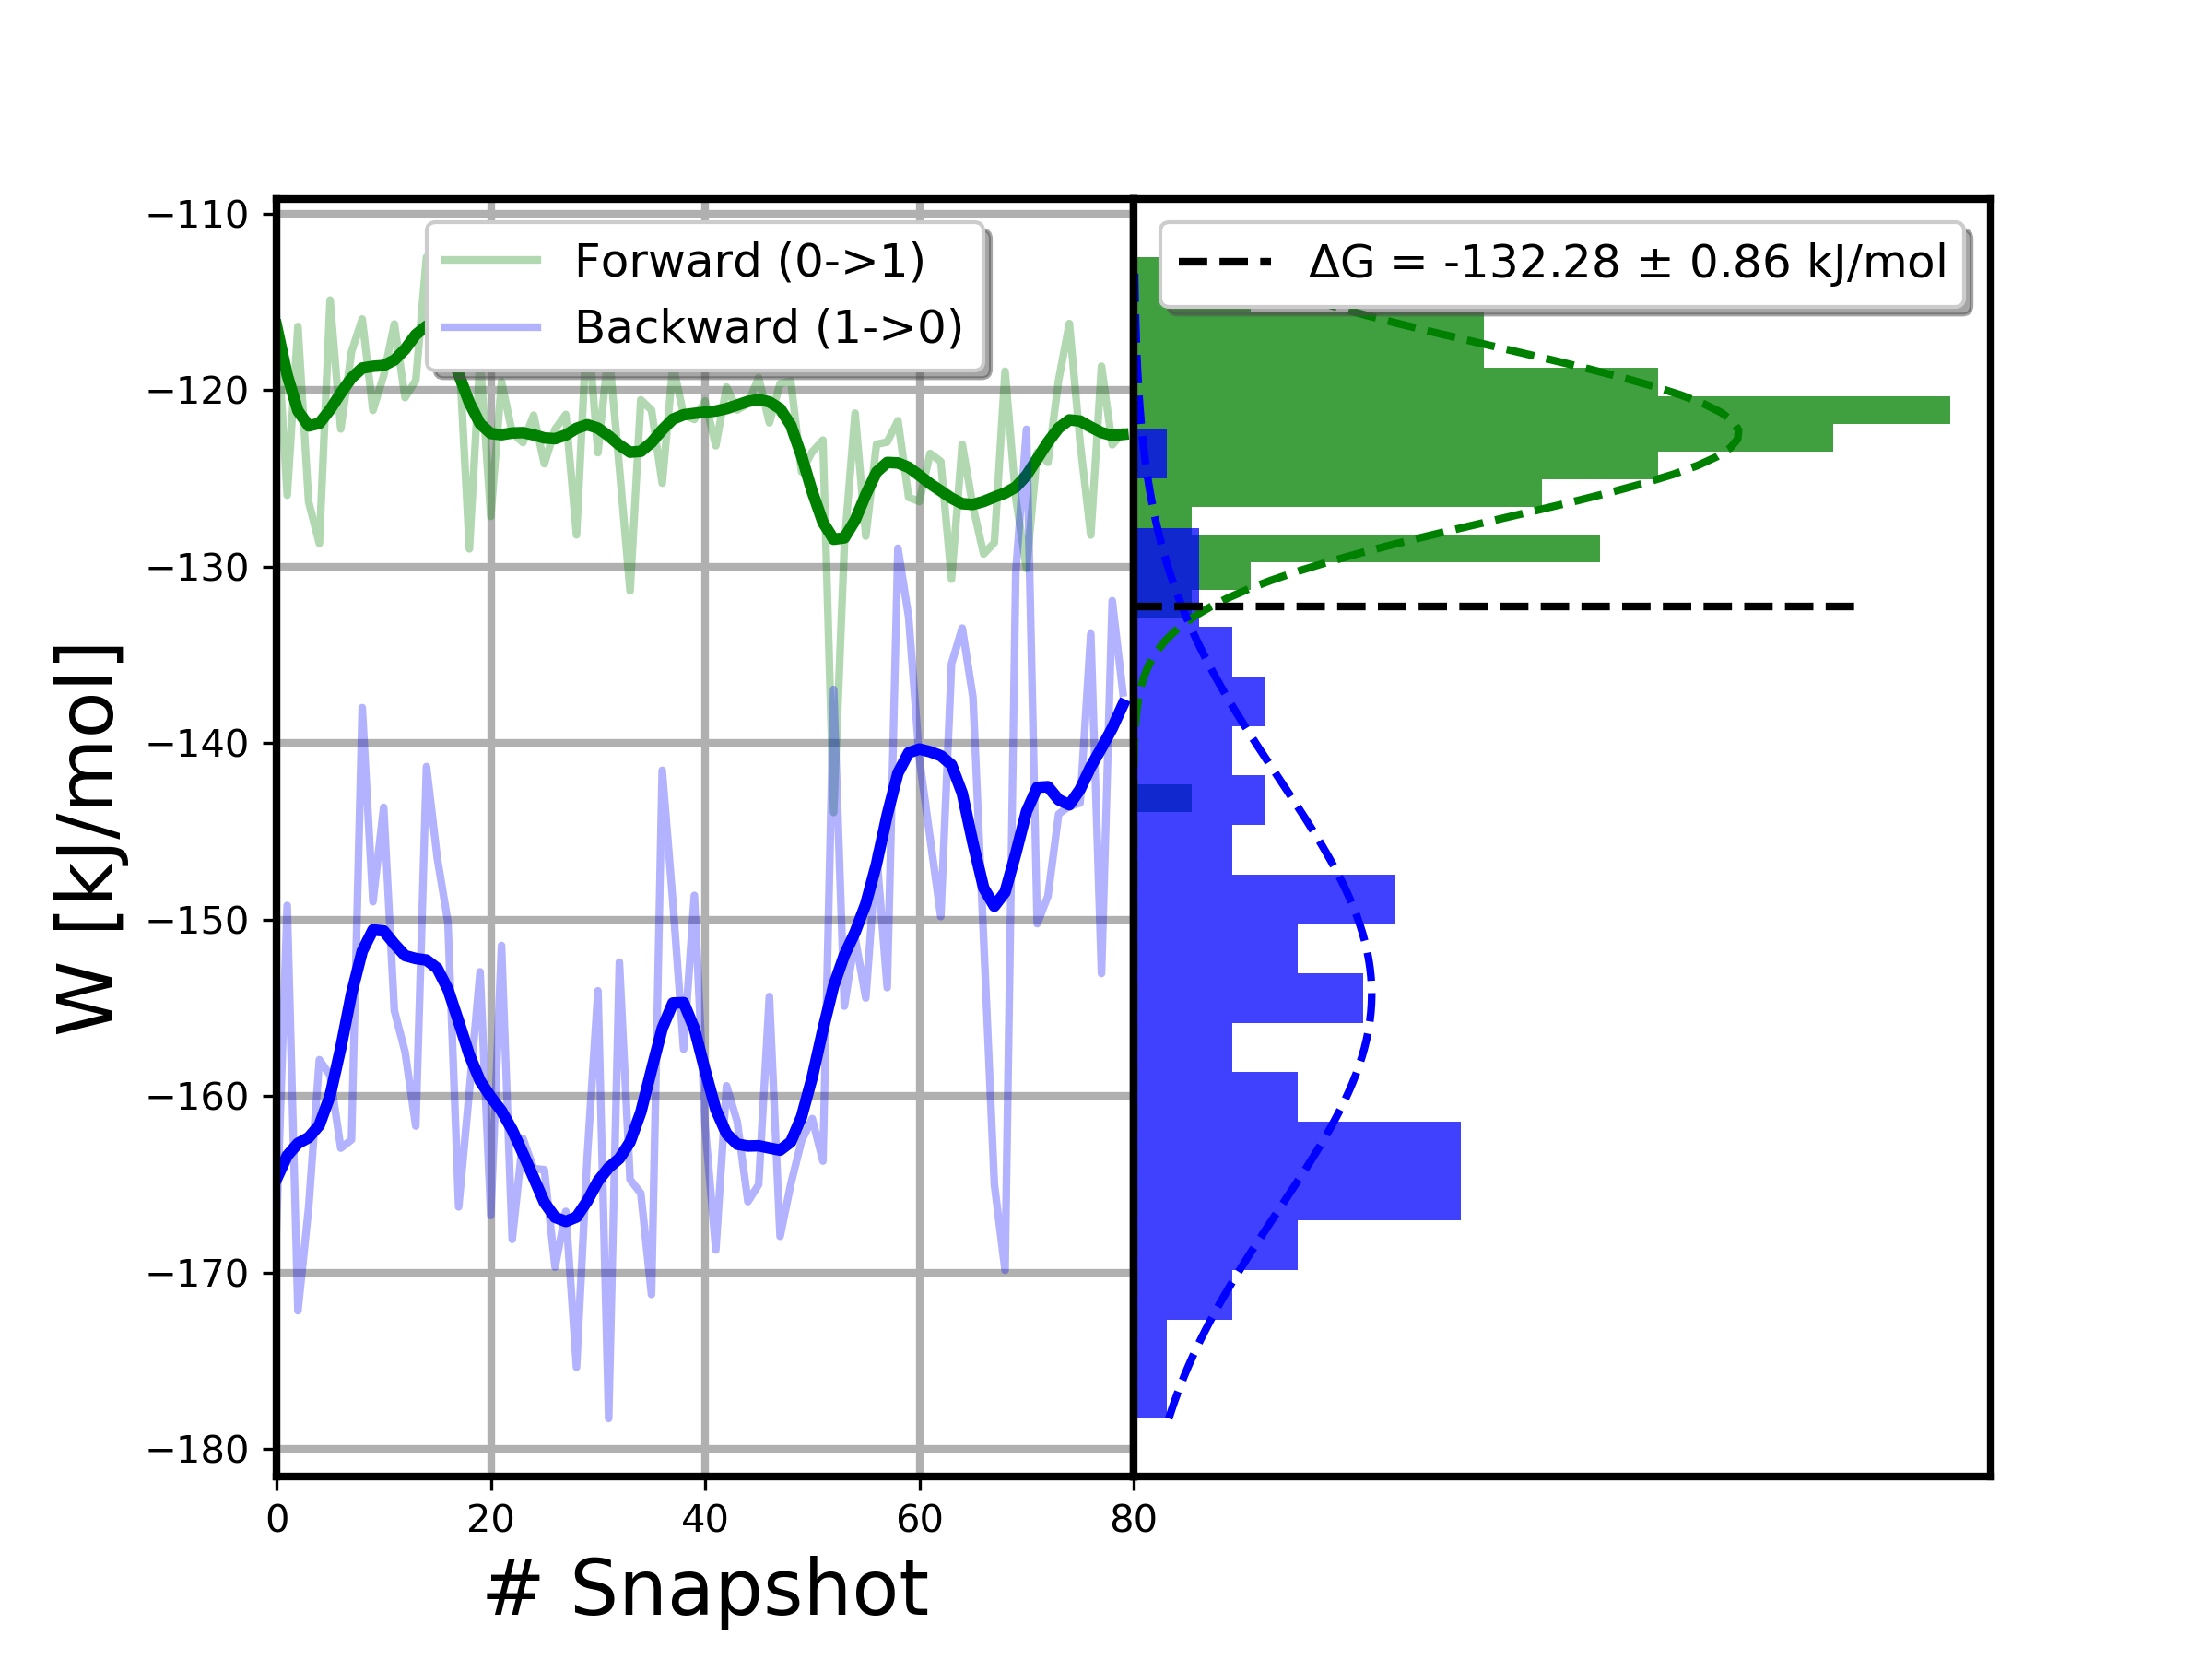 Forward (0->1)
Backward (1->0)
ΔG = -132.28 ± 0.86 kJ/mol
W [kJ/mol]
−110
−120
−130
−140
−150
−160
−170
−180
0 20 40 60 80
# Snapshot